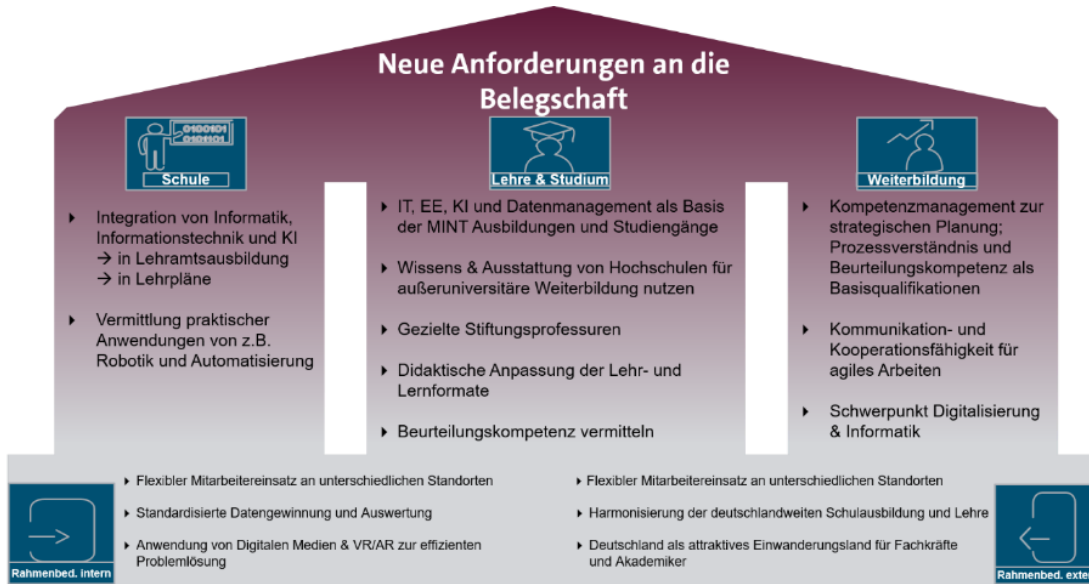 Neue Anforderungen an die
Belegschaft
0100101
0101101
Schule
Integration von Informatik,
Informationstechnik und KI
→ in Lehramtsausbildung
→ in Lehrpläne
Vermittlung praktischer
Anwendungen von z.B.
Robotik und Automatisierung
Lehre & Studium
IT, EE, KI und Datenmanagement als Basis
der MINT Ausbildungen und Studiengänge
Wissens & Ausstattung von Hochschulen für
außeruniversitäre Weiterbildung nutzen
Gezielte Stiftungsprofessuren
Didaktische Anpassung der Lehr- und
Lernformate
Beurteilungskompetenz vermitteln
Weiterbildung
Kompetenzmanagement zur
strategischen Planung;
Prozessverständnis und
Beurteilungskompetenz als
Basisqualifikationen
Kommunikation- und
Kooperationsfähigkeit für
agiles Arbeiten
Schwerpunkt Digitalisierung
& Informatik
Rahmenbed. intern
Flexibler Mitarbeitereinsatz an unterschiedlichen Standorten
Standardisierte Datengewinnung und Auswertung
Anwendung von Digitalen Medien & VR/AR zur effizienten
Problemlösung
Flexibler Mitarbeitereinsatz an unterschiedlichen Standorten
Harmonisierung der deutschlandweiten Schulausbildung und Lehre
Deutschland als attraktives Einwanderungsland für Fachkräfte
und Akademiker
Rahmenbed. exte